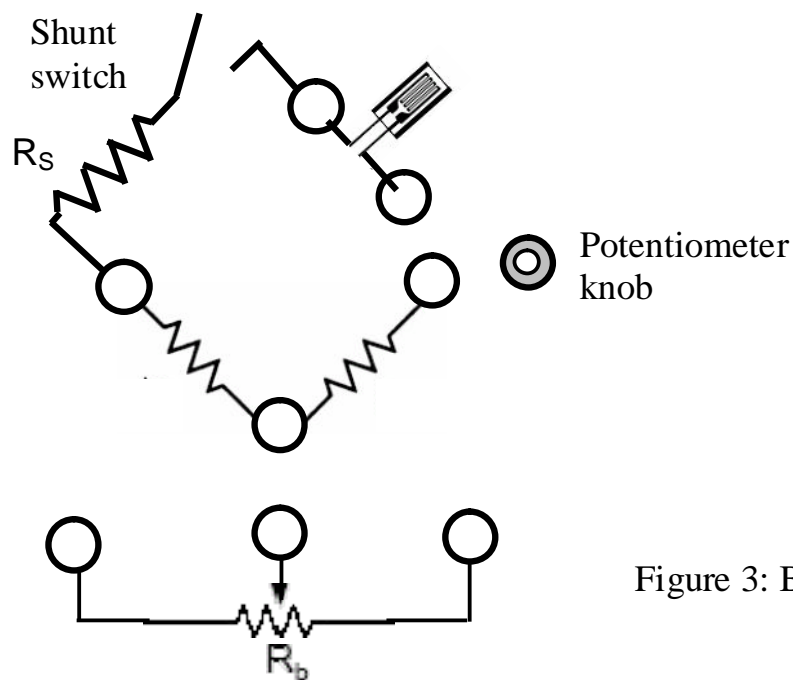 Shunt
switch
RS
Potentiometer
knob
Figure 3: B
Rb